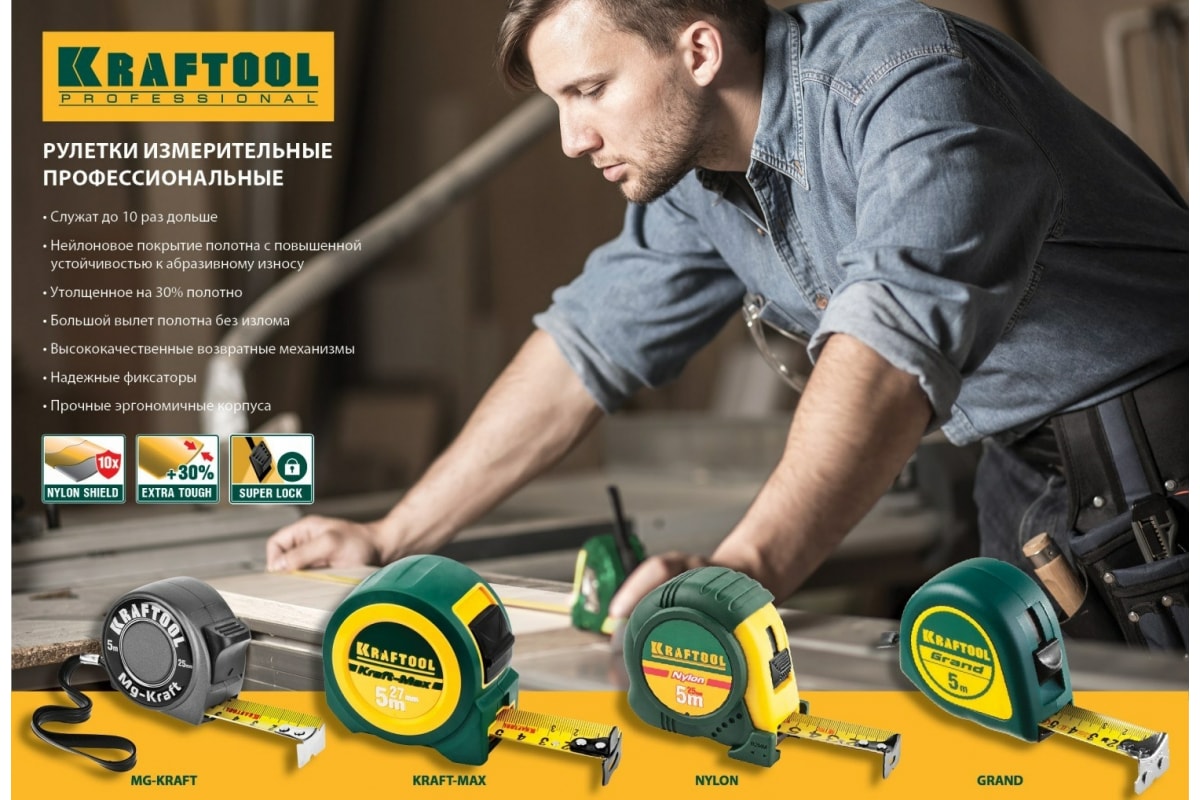 KRAFTOOL
PROFESSIONAL
РУЛЕТКИ ИЗМЕРИТЕЛЬНЫЕ
ПРОФЕССИОНАЛЬНЫЕ
• Служат до 10 раз дольше
• Нейлоновое покрытие полотна с повышенной
устойчивостью к абразивному износу
• Утолщенное на 30% полотно
• Большой вылет полотна без излома
• Высококачественные возвратные механизмы
• Надежные фиксаторы
• Прочные эргономичные корпуса
10x
NYLON SHIELD
+30%
EXTRA TOUGH
SUPER LOCK
KRAFTOOL
5m
25mm
Mg-Kraft
KRAFTOOL
Kraft-Max
27mm
5m
KRAFTOOL
Nylon
5m
KRAFTOOL
Grand
5m
MG-KRAFT
KRAFT-MAX
NYLON
GRAND